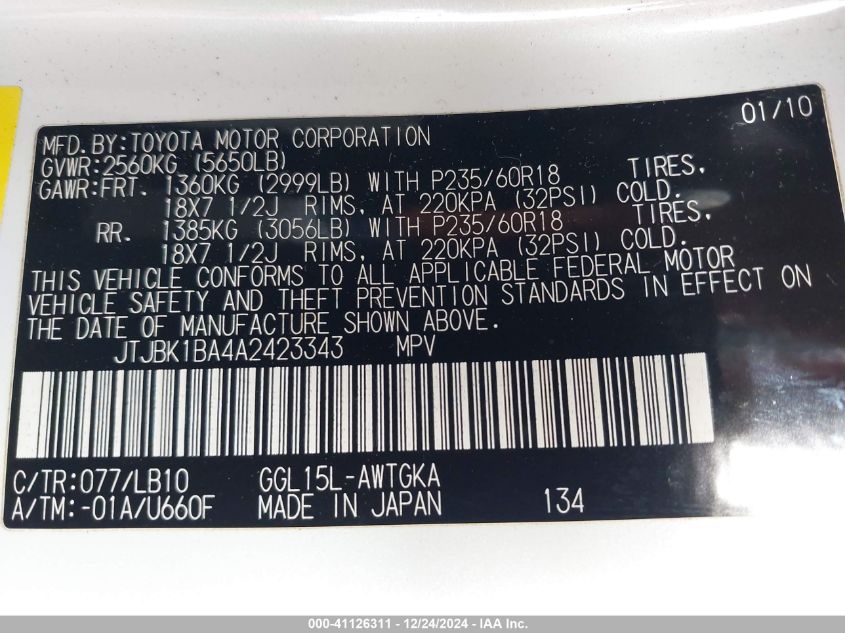 01/10
MFD.BY:TOYOTA MOTOR CORPORATION
GVWR:2560KG (5650LB)
GAWR:FRT. 1360KG (2999LB) WITH P235/60R18 TIRES,
18X7 1/2J RIMS, AT 220KPA (32PSI) COLD.
RR. 1385KG (3056LB) WITH P235/60R18 TIRES,
18X7 1/2J RIMS, AT 220KPA (32PSI) COLD.
THIS VEHICLE CONFORMS TO ALL APPLICABLE FEDERAL MOTOR
VEHICLE SAFETY AND THEFT PREVENTION STANDARDS IN EFFECT ON
THE DATE OF MANUFACTURE SHOWN ABOVE.
JTJBK1BA4A2423343 MPV
C/TR:077/LB10 GGL15L-AWTGKA
A/TM:-01A/U660F MADE IN JAPAN 134
000-41126311 - 12/24/2024 - IAA Inc.